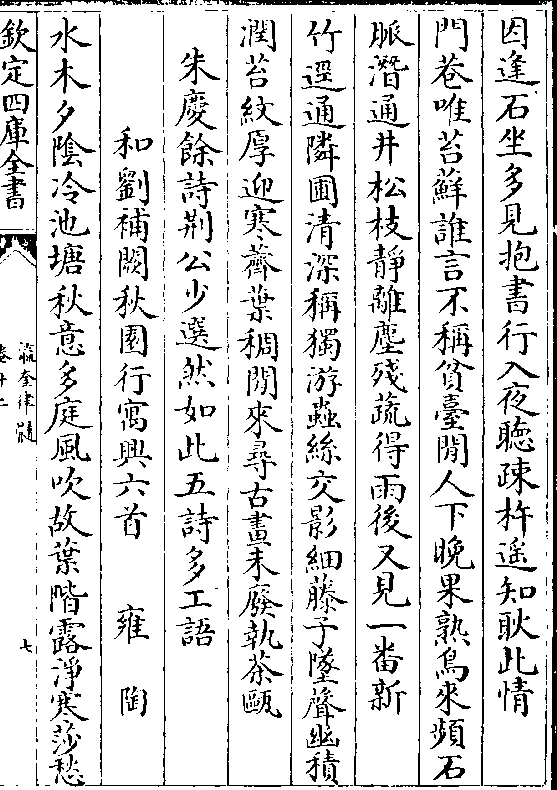 因逢石坐多見抱書行入夜聴疎杵遥知耿此情
門巷唯苔蘚誰言不稱貧臺閒人下晚果熟鳥來頻石
脈潛通井松枝靜離塵殘蔬得雨後又見一番新
竹逕通隣圃清深稱獨游蟲絲交影細藤子墜聲幽積
潤苔紋厚迎寒薺葉稠閒來尋古畫未廢執茶甌
朱慶餘詩荆公少選然如此五詩多工語
和劉補闕秋園行寓興六首 雍陶
水木夕陰冷池塘秋意多庭風吹故葉階露淨寒莎愁
欽定四庫全書
瀛奎律髓
卷十二
七